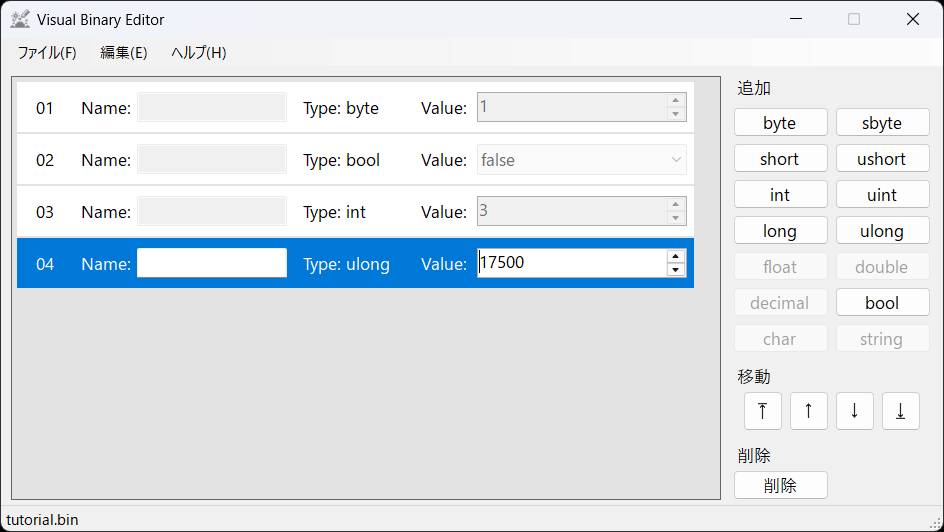 Visual Binary Editor
ファイル(F) 編集(E) ヘルプ(H)
01 Name: Type: byte Value: 1
02 Name: Type: bool Value: false
03 Name: Type: int Value: 3
04 Name: Type: ulong Value: 17500
追加
byte sbyte
short ushort
int uint
long ulong
float double
decimal bool
char string
移動
削除
削除
tutorial.bin